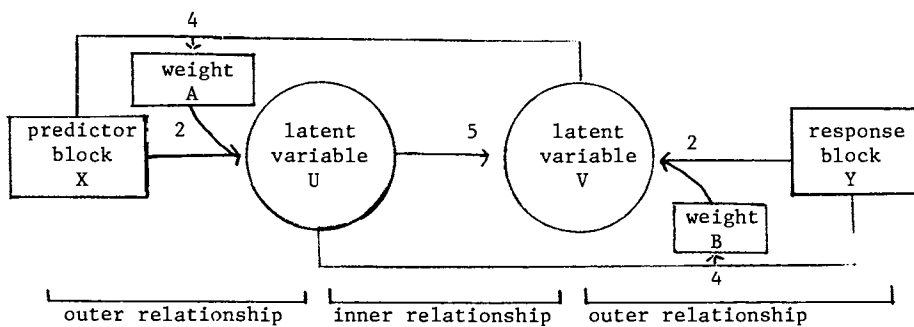 4
weight
A
predictor
block
X
2
latent
variable
U
5
latent
variable
V
2
response
block
Y
weight
B
4
outer relationship
inner relationship
outer relationship